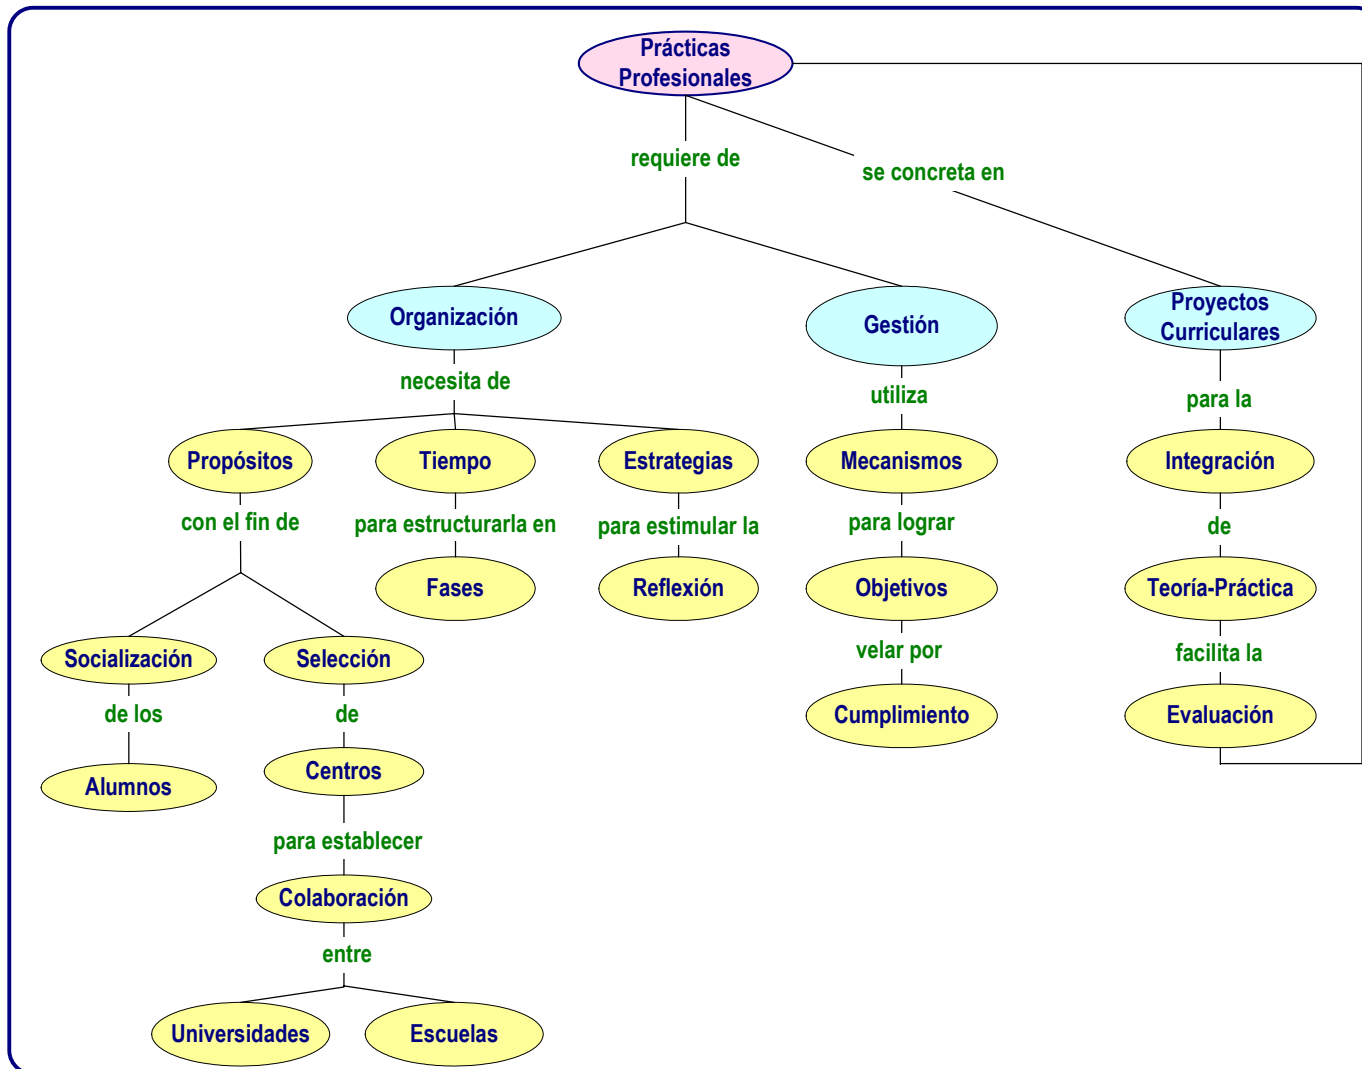 Prácticas
Profesionales
requiere de
se concreta en
Organización
Gestión
Proyectos
Curriculares
necesita de
utiliza
para la
Propósitos
Tiempo
Estrategias
Mecanismos
Integración
con el fin de
para estructurarla en
para estimular la
para lograr
de
Fases
Reflexión
Objetivos
Teoría-Práctica
Socialización
Selección
velar por
facilita la
de los
de
Cumplimiento
Evaluación
Alumnos
Centros
para establecer
Colaboración
entre
Universidades
Escuelas